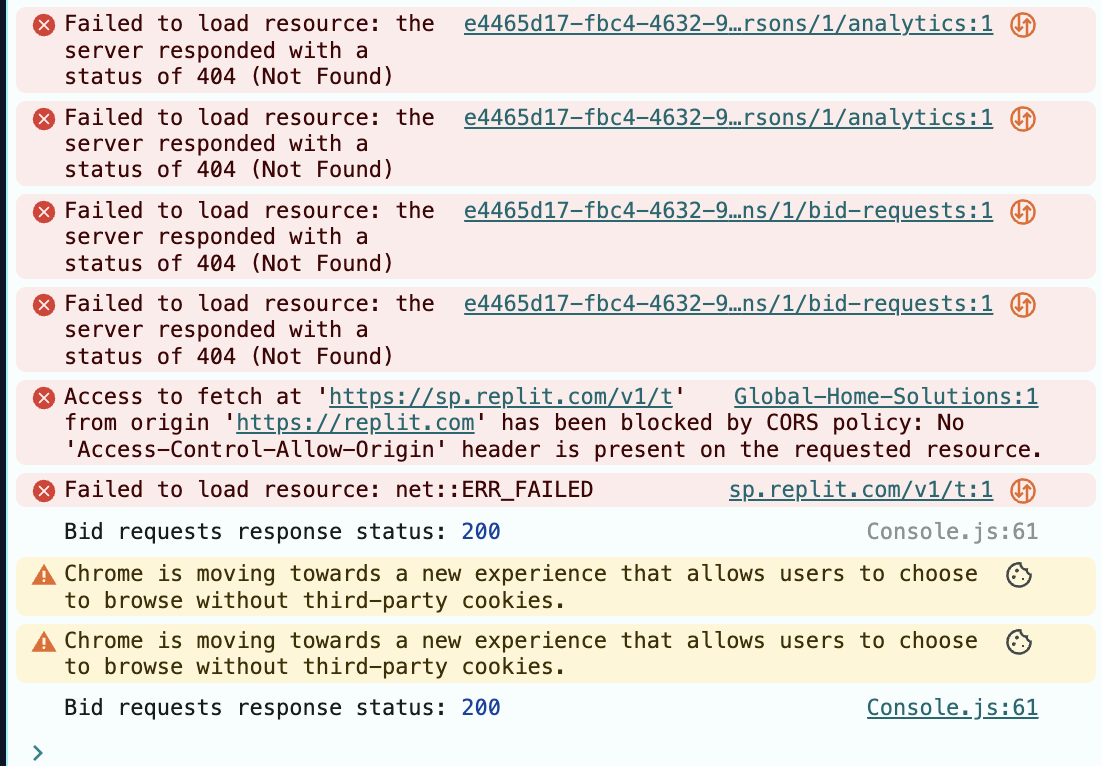 Failed to load resource: the e4465d17-fbc4-4632-9…rsons/1/analytics:1
server responded with a
status of 404 (Not Found)
Failed to load resource: the e4465d17-fbc4-4632-9…rsons/1/analytics:1
server responded with a
status of 404 (Not Found)
Failed to load resource: the e4465d17-fbc4-4632-9…ns/1/bid-requests:1
server responded with a
status of 404 (Not Found)
Failed to load resource: the e4465d17-fbc4-4632-9…ns/1/bid-requests:1
server responded with a
status of 404 (Not Found)
Access to fetch at 'https://sp.replit.com/v1/t' Global-Home-Solutions:1
from origin 'https://replit.com' has been blocked by CORS policy: No
'Access-Control-Allow-Origin' header is present on the requested resource.
Failed to load resource: net::ERR_FAILED sp.replit.com/v1/t:1
Bid requests response status: 200 Console.js:61
Chrome is moving towards a new experience that allows users to choose
to browse without third-party cookies.
Chrome is moving towards a new experience that allows users to choose
to browse without third-party cookies.
Bid requests response status: 200 Console.js:61